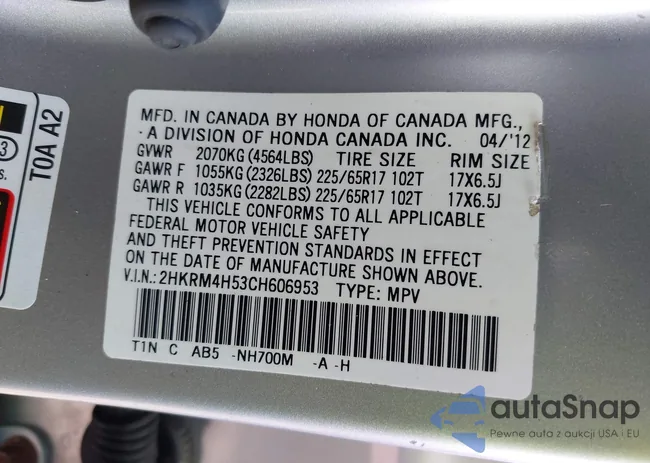 MFD. IN CANADA BY HONDA OF CANADA MFG.,
A DIVISION OF HONDA CANADA INC. 04/'12
GVWR 2070KG (4564LBS) TIRE SIZE RIM SIZE
GAWR F 1055KG (2326LBS) 225/65R17 102T 17X6.5J
GAWR R 1035KG (2282LBS) 225/65R17 102T 17X6.5J
THIS VEHICLE CONFORMS TO ALL APPLICABLE
FEDERAL MOTOR VEHICLE SAFETY
AND THEFT PREVENTION STANDARDS IN EFFECT
ON THE DATE OF MANUFACTURE SHOWN ABOVE.
V.I.N.: 2HKRM4H53CH606953 TYPE: MPV
T1N C AB5 -NH700M -A -H
T0A A2
3
s.
autaSnap
Pewne auta z aukcji USA i EU